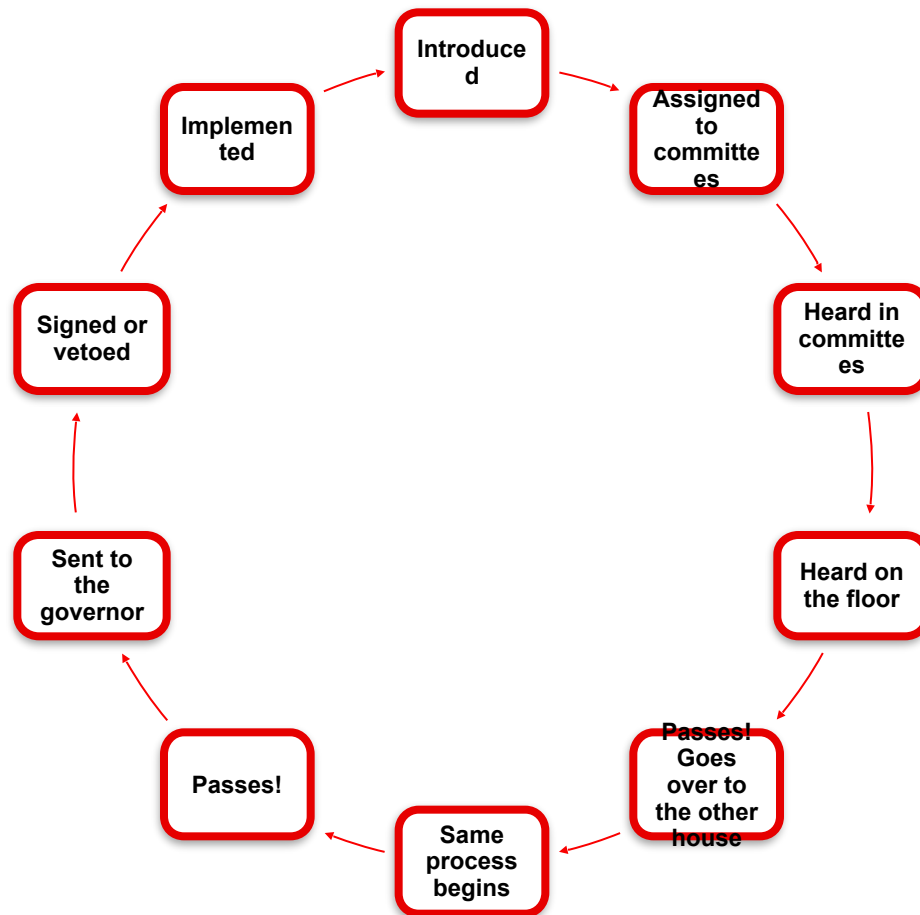 Introduce
d
Assigned
to
committe
es
Heard in
committe
es
Heard on
the floor
Passes!
Goes
over to
the other
house
Same
process
begins
Passes!
Sent to
the
governor
Signed or
vetoed
Implemen
ted